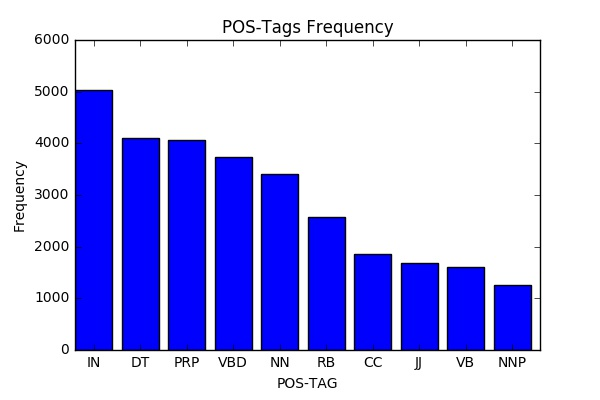 POS-Tags Frequency
6000
5000
4000
3000
2000
1000
0
Frequency
IN DT PRP VBD NN RB CC JJ VB NNP
POS-TAG